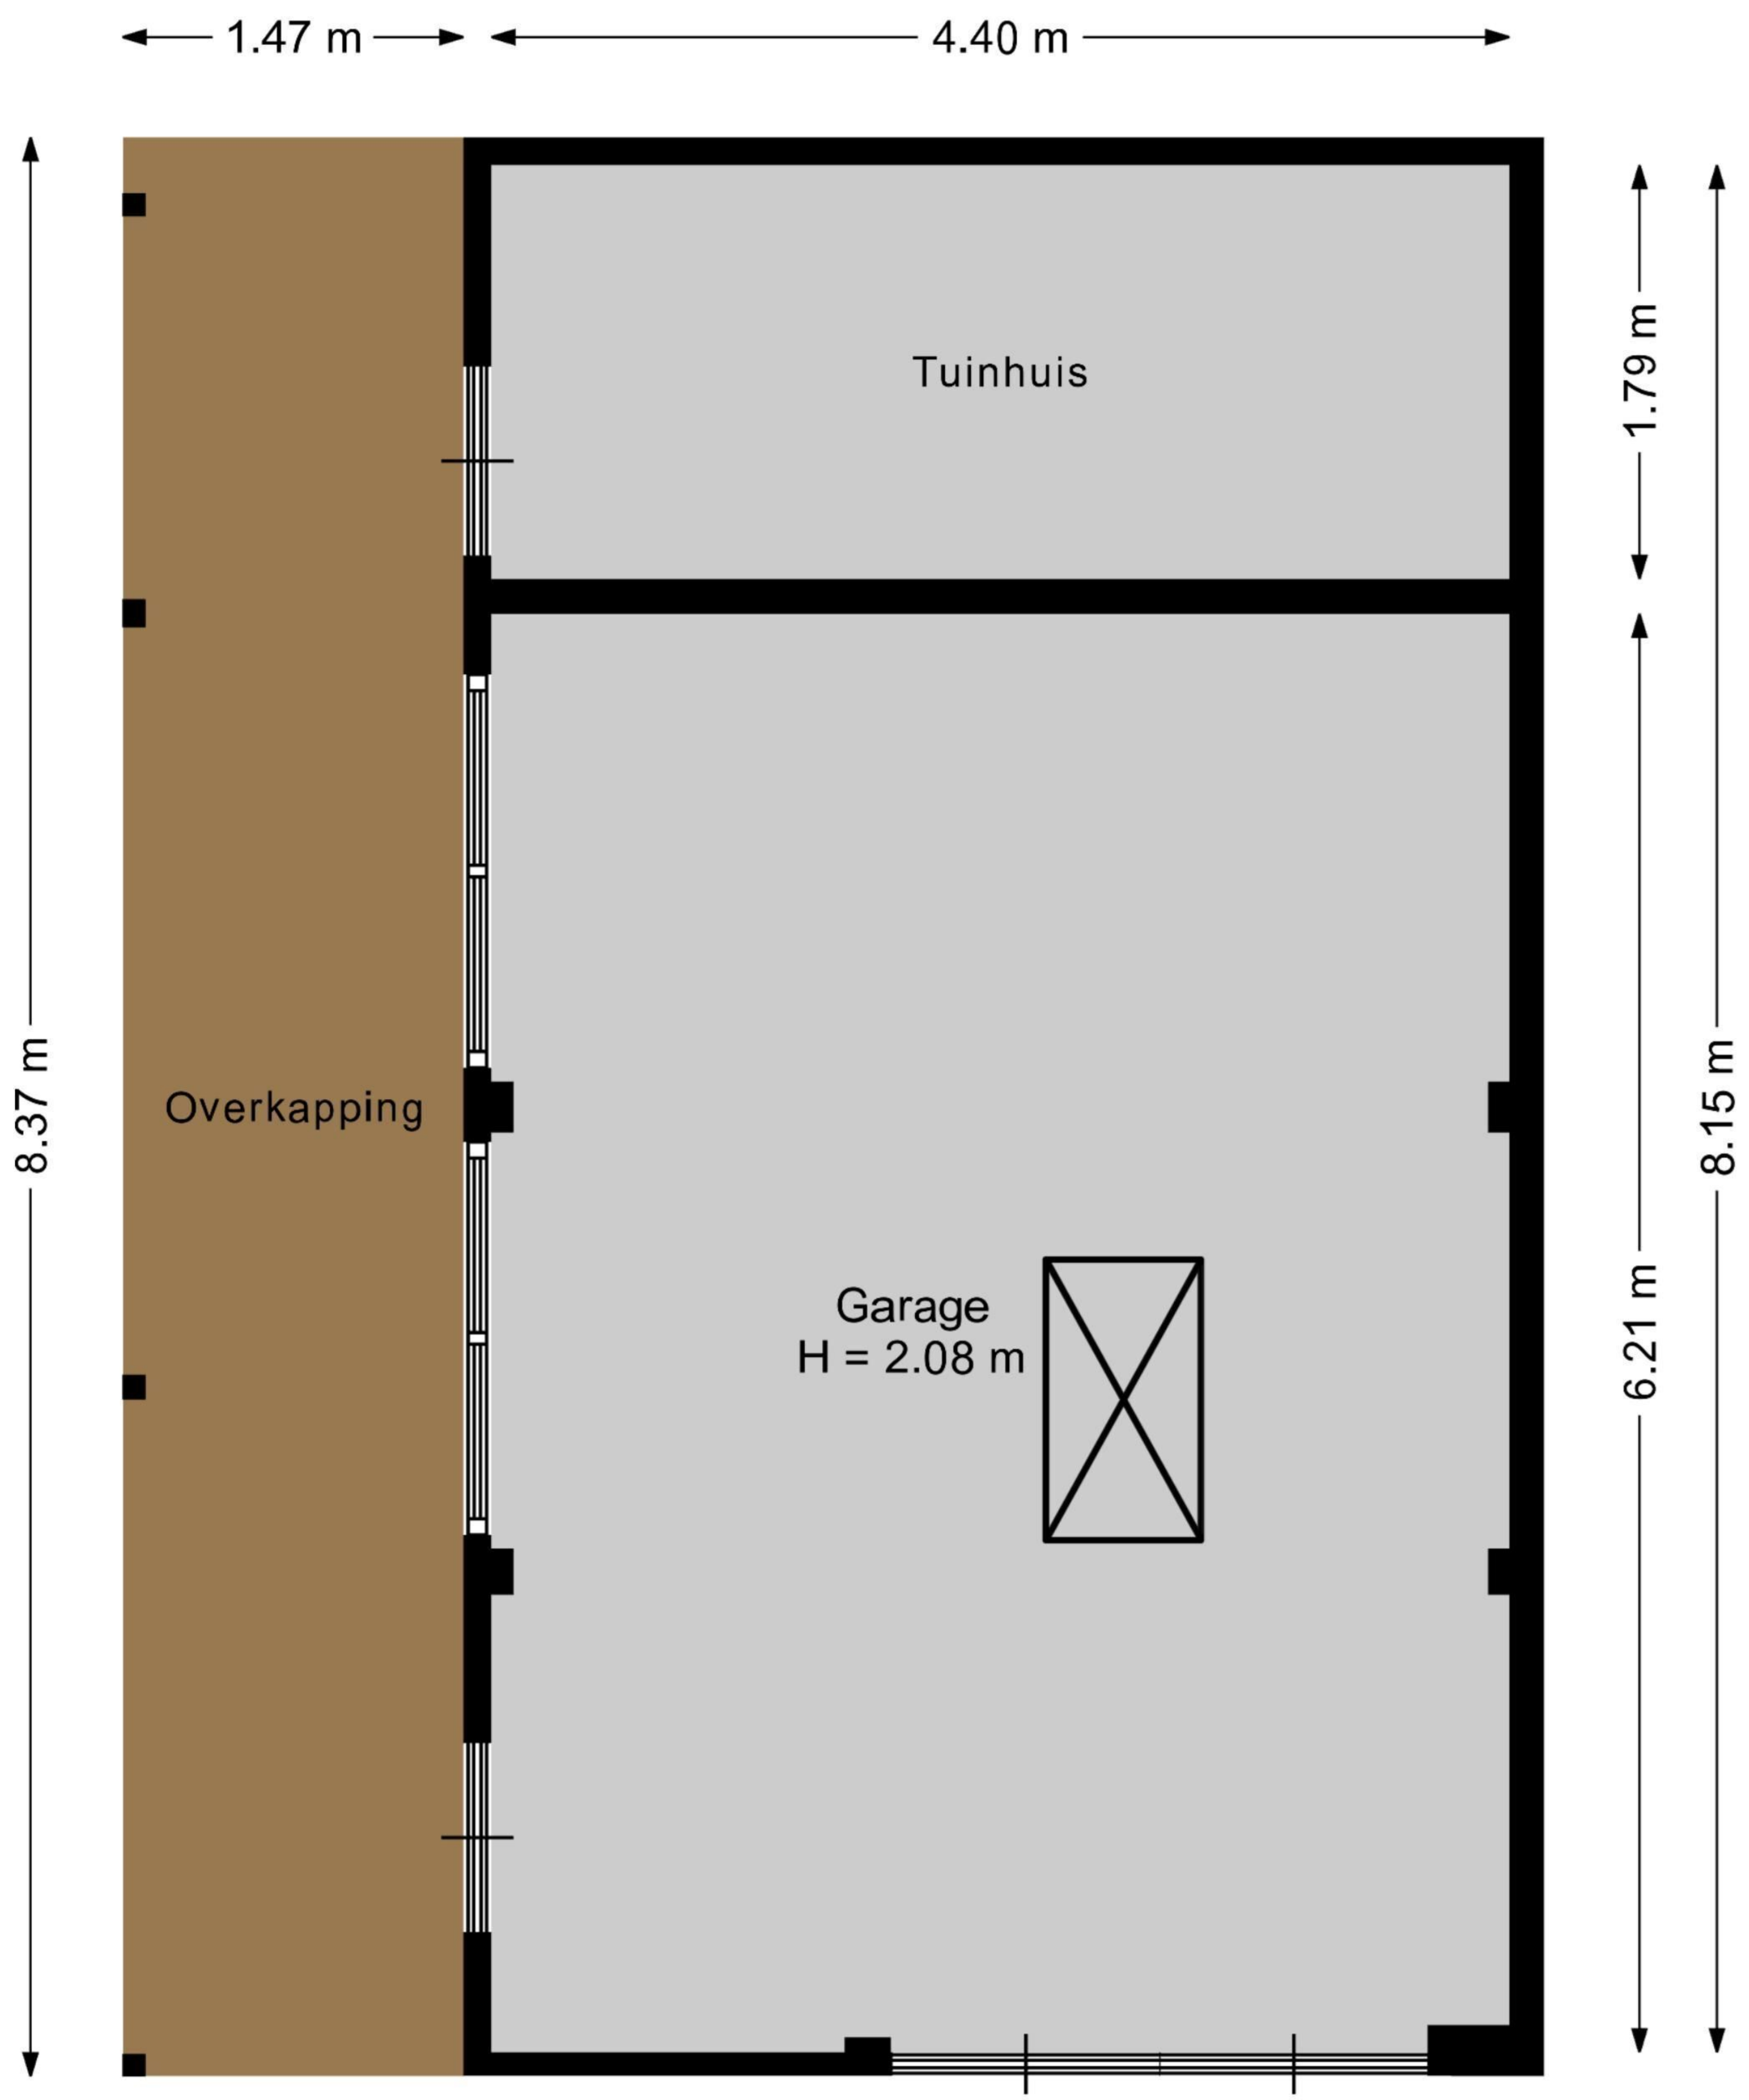 1.47 m
4.40 m
Tuinhuis
1.79 m
8.37 m
Overkapping
8.15 m
Garage
H = 2.08 m
6.21 m